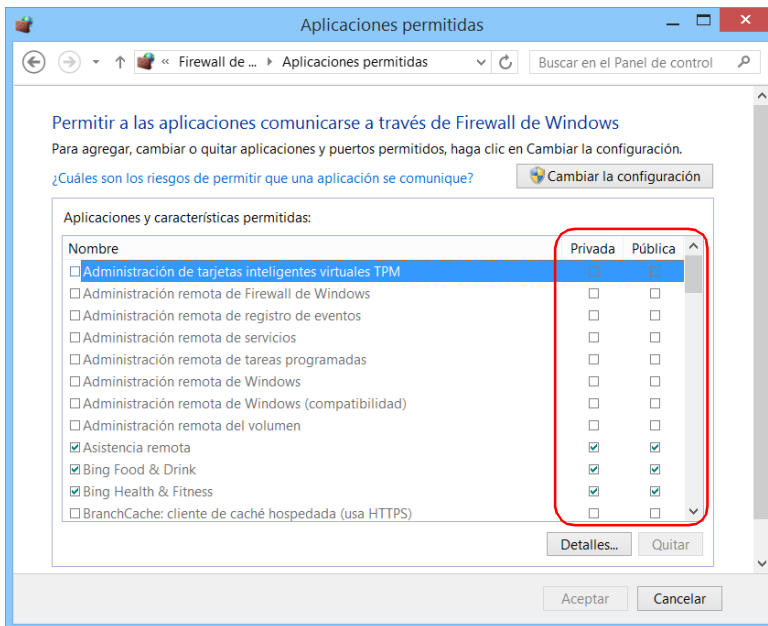 Aplicaciones permitidas
« Firewall de ... Aplicaciones permitidas Buscar en el Panel de control
Permitir a las aplicaciones comunicarse a través de Firewall de Windows
Para agregar, cambiar o quitar aplicaciones y puertos permitidos, haga clic en Cambiar la configuración.
¿Cuáles son los riesgos de permitir que una aplicación se comunique? Cambiar la configuración
Aplicaciones y características permitidas:
Nombre Privada Pública
Administración de tarjetas inteligentes virtuales TPM
Administración remota de Firewall de Windows
Administración remota de registro de eventos
Administración remota de servicios
Administración remota de tareas programadas
Administración remota de Windows
Administración remota de Windows (compatibilidad)
Administración remota del volumen
Asistencia remota
Bing Food & Drink
Bing Health & Fitness
BranchCache: cliente de caché hospedada (usa HTTPS)
Detalles... Quitar
Aceptar Cancelar